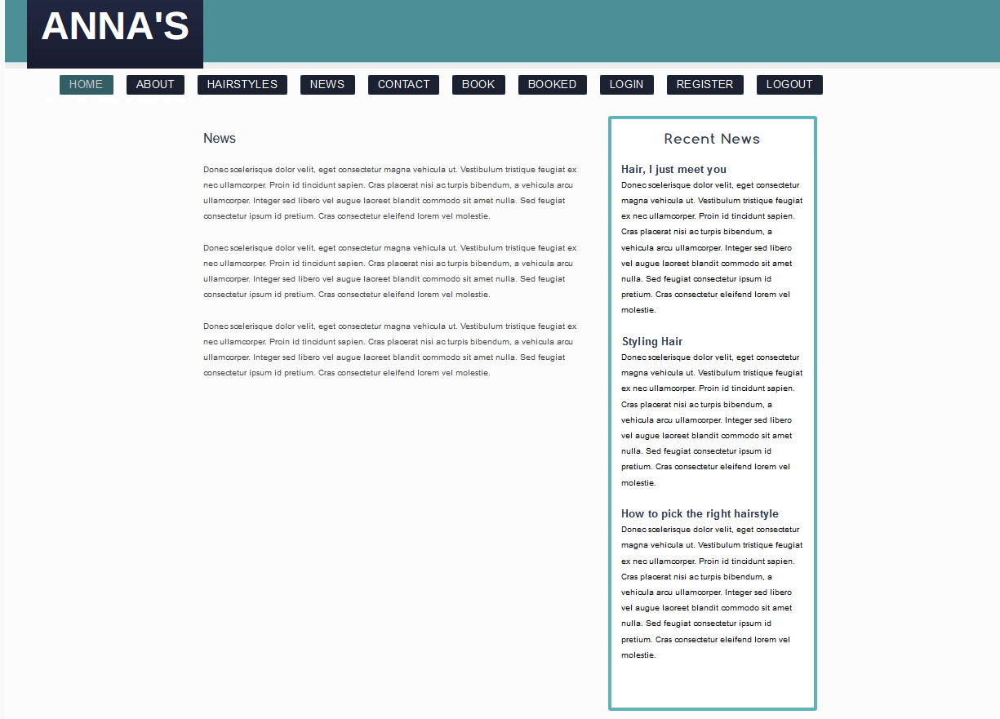 ANNA'S
HOME ABOUT HAIRSTYLES NEWS CONTACT BOOK BOOKED LOGIN REGISTER LOGOUT
News
Donec scelerisque dolor velit, eget consectetur magna vehicula ut. Vestibulum tristique feugiat ex
nec ullamcorper. Proin id tincidunt sapien. Cras placerat nisi ac turpis bibendum, a vehicula arcu
ullamcorper. Integer sed libero vel augue laoreet blandit commodo sit amet nulla. Sed feugiat
consectetur ipsum id pretium. Cras consectetur eleifend lorem vel molestie.
Donec scelerisque dolor velit, eget consectetur magna vehicula ut. Vestibulum tristique feugiat ex
nec ullamcorper. Proin id tincidunt sapien. Cras placerat nisi ac turpis bibendum, a vehicula arcu
ullamcorper. Integer sed libero vel augue laoreet blandit commodo sit amet nulla. Sed feugiat
consectetur ipsum id pretium. Cras consectetur eleifend lorem vel molestie.
Donec scelerisque dolor velit, eget consectetur magna vehicula ut. Vestibulum tristique feugiat ex
nec ullamcorper. Proin id tincidunt sapien. Cras placerat nisi ac turpis bibendum, a vehicula arcu
ullamcorper. Integer sed libero vel augue laoreet blandit commodo sit amet nulla. Sed feugiat
consectetur ipsum id pretium. Cras consectetur eleifend lorem vel molestie.
Recent News
Hair, I just meet you
Donec scelerisque dolor velit, eget consectetur
magna vehicula ut. Vestibulum tristique feugiat
ex nec ullamcorper. Proin id tincidunt sapien.
Cras placerat nisi ac turpis bibendum, a
vehicula arcu ullamcorper. Integer sed libero
vel augue laoreet blandit commodo sit amet
nulla. Sed feugiat consectetur ipsum id
pretium. Cras consectetur eleifend lorem vel
molestie.
Styling Hair
Donec scelerisque dolor velit, eget consectetur
magna vehicula ut. Vestibulum tristique feugiat
ex nec ullamcorper. Proin id tincidunt sapien.
Cras placerat nisi ac turpis bibendum, a
vehicula arcu ullamcorper. Integer sed libero
vel augue laoreet blandit commodo sit amet
nulla. Sed feugiat consectetur ipsum id
pretium. Cras consectetur eleifend lorem vel
molestie.
How to pick the right hairstyle
Donec scelerisque dolor velit, eget consectetur
magna vehicula ut. Vestibulum tristique feugiat
ex nec ullamcorper. Proin id tincidunt sapien.
Cras placerat nisi ac turpis bibendum, a
vehicula arcu ullamcorper. Integer sed libero
vel augue laoreet blandit commodo sit amet
nulla. Sed feugiat consectetur ipsum id
pretium. Cras consectetur eleifend lorem vel
molestie.